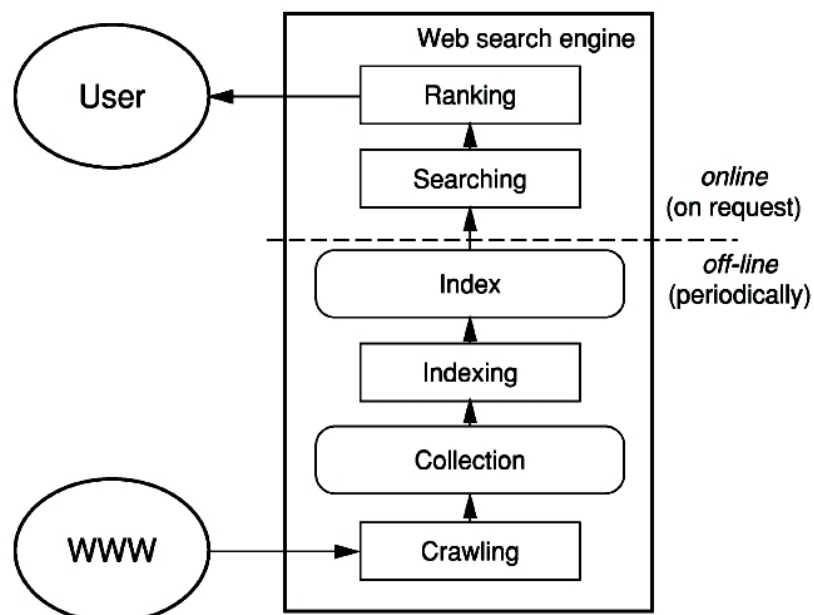 Web search engine
User
Ranking
Searching
online
(on request)
off-line
(periodically)
Index
Indexing
Collection
WWW
Crawling